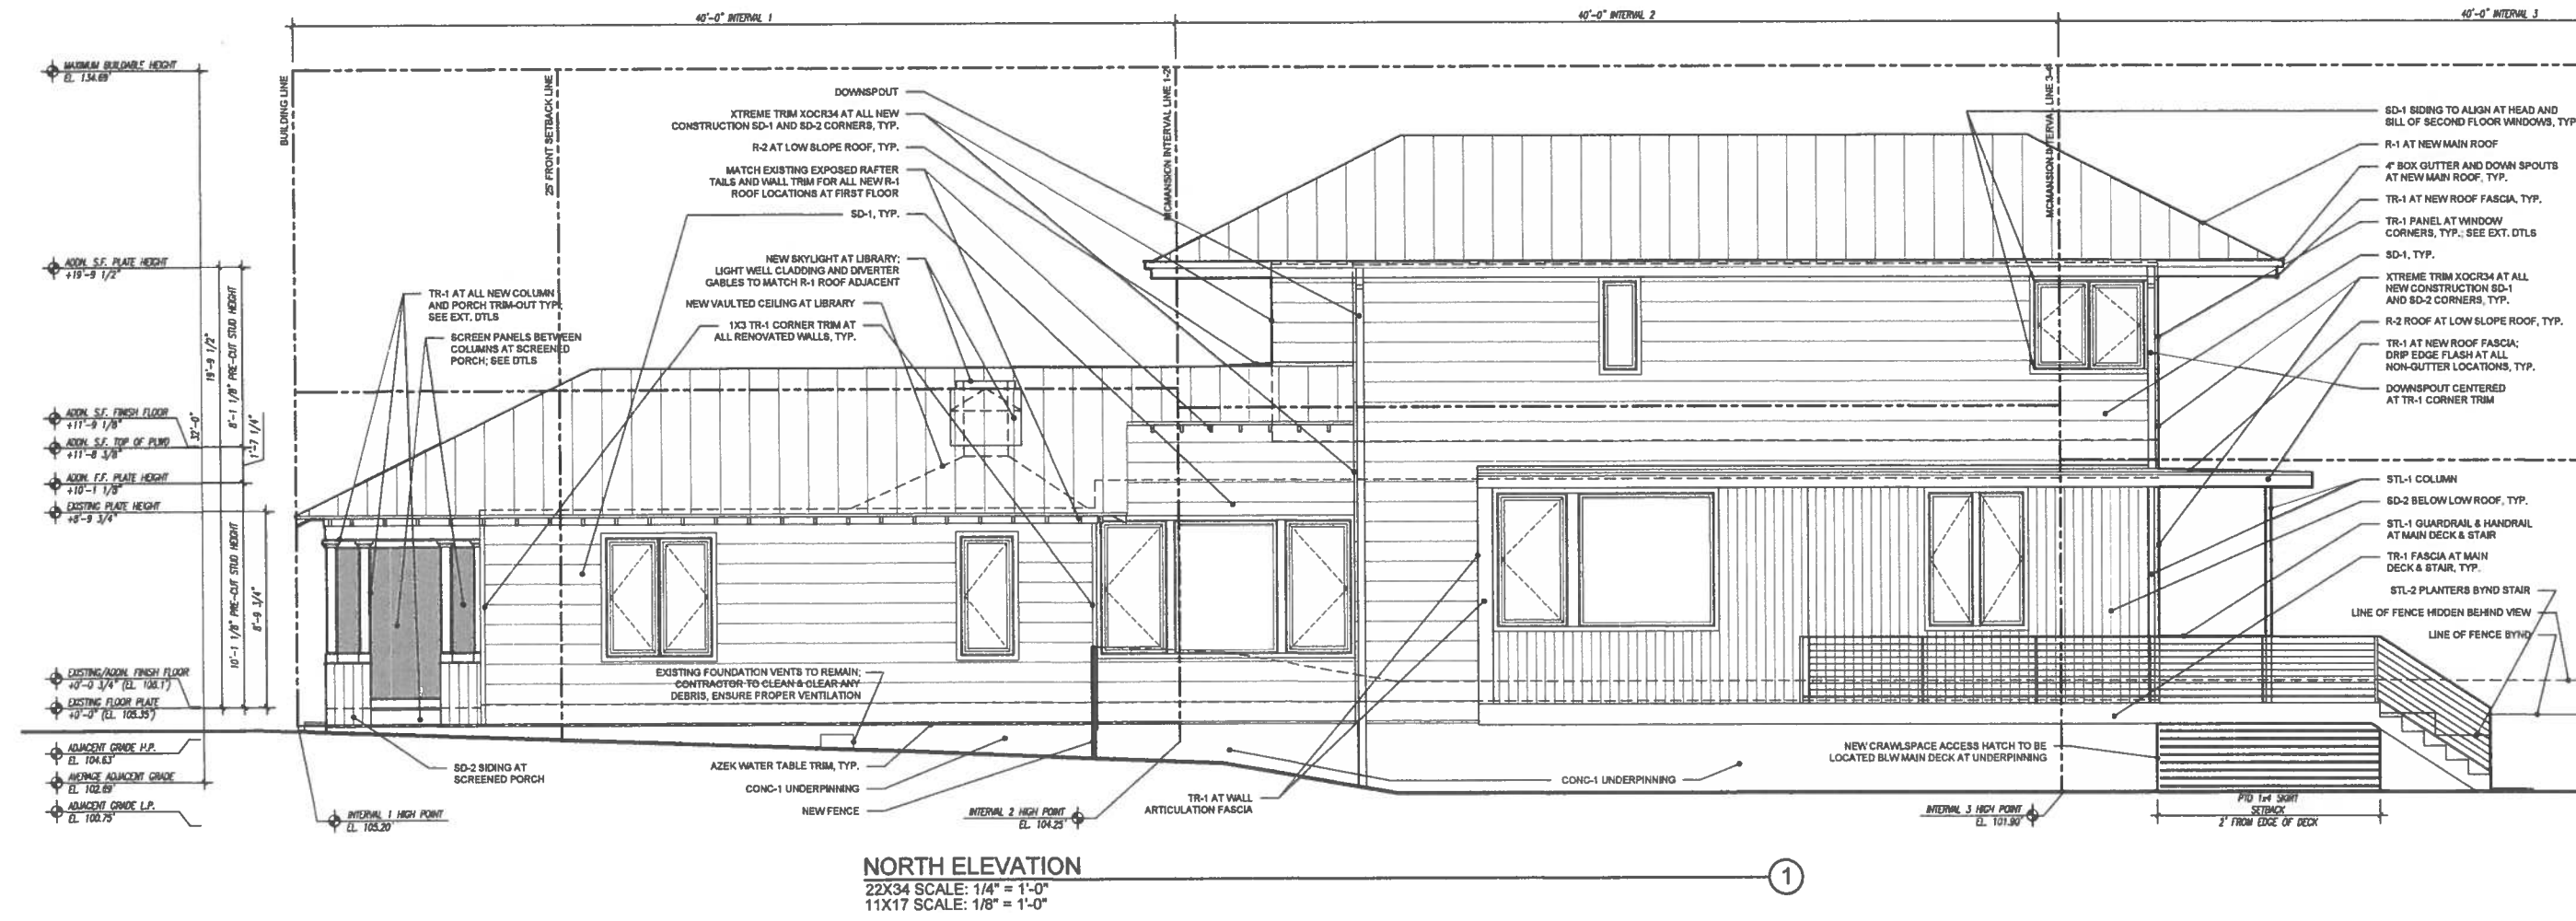 40'-0" INTERVAL 1
40'-0" INTERVAL 2
40'-0" INTERVAL 3
MAXIMUM BUILDABLE HEIGHT
EL. 134.69'
BUILDING LINE
25' FRONT SETBACK LINE
MCMANSION INTERVAL LINE 1-2
MCMANSION INTERVAL LINE 3-4
DOWNSPOUT
XTREME TRIM XOCR34 AT ALL NEW
CONSTRUCTION SD-1 AND SD-2 CORNERS, TYP.
R-2 AT LOW SLOPE ROOF, TYP.
MATCH EXISTING EXPOSED RAFTER
TAILS AND WALL TRIM FOR ALL NEW R-1
ROOF LOCATIONS AT FIRST FLOOR
SD-1, TYP.
NEW SKYLIGHT AT LIBRARY;
LIGHT WELL CLADDING AND DIVERTER
GABLES TO MATCH R-1 ROOF ADJACENT
NEW VAULTED CEILING AT LIBRARY
1X3 TR-1 CORNER TRIM AT
ALL RENOVATED WALLS, TYP.
TR-1 AT ALL NEW COLUMN
AND PORCH TRIM-OUT TYP.
SEE EXT. DTLS
SCREEN PANELS BETWEEN
COLUMNS AT SCREENED
PORCH; SEE DTLS
ADDN. S.F. PLATE HEIGHT
+19'-9 1/2"
ADDN. S.F. FINISH FLOOR
+11'-9 1/8"
ADDN. S.F. TOP OF PLWD
+11'-8 3/8"
ADDN. F.F. PLATE HEIGHT
+10'-1 1/8"
EXISTING PLATE HEIGHT
+8'-9 3/4"
32'-0"
19'-9 1/2"
8'-1 1/8" PRE-CUT STUD HEIGHT
1'-7 1/4"
10'-1 1/8" PRE-CUT STUD HEIGHT
8'-9 3/4"
EXISTING/ADDN. FINISH FLOOR
+0'-0 3/4" (EL. 106.1')
EXISTING FLOOR PLATE
+0'-0" (EL. 105.35')
ADJACENT GRADE H.P.
EL. 104.63'
AVERAGE ADJACENT GRADE
EL. 102.69'
ADJACENT GRADE L.P.
EL. 100.75'
SD-1 SIDING TO ALIGN AT HEAD AND
SILL OF SECOND FLOOR WINDOWS, TYP
R-1 AT NEW MAIN ROOF
4" BOX GUTTER AND DOWN SPOUTS
AT NEW MAIN ROOF, TYP.
TR-1 AT NEW ROOF FASCIA, TYP.
TR-1 PANEL AT WINDOW
CORNERS, TYP.; SEE EXT. DTLS
SD-1, TYP.
XTREME TRIM XOCR34 AT ALL
NEW CONSTRUCTION SD-1
AND SD-2 CORNERS, TYP.
R-2 ROOF AT LOW SLOPE ROOF, TYP.
TR-1 AT NEW ROOF FASCIA;
DRIP EDGE FLASH AT ALL
NON-GUTTER LOCATIONS, TYP.
DOWNSPOUT CENTERED
AT TR-1 CORNER TRIM
STL-1 COLUMN
SD-2 BELOW LOW ROOF, TYP.
STL-1 GUARDRAIL & HANDRAIL
AT MAIN DECK & STAIR
TR-1 FASCIA AT MAIN
DECK & STAIR, TYP.
STL-2 PLANTERS BYND STAIR
LINE OF FENCE HIDDEN BEHIND VIEW
LINE OF FENCE BYND
EXISTING FOUNDATION VENTS TO REMAIN;
CONTRACTOR TO CLEAN & CLEAR ANY
DEBRIS, ENSURE PROPER VENTILATION
SD-2 SIDING AT
SCREENED PORCH
AZEK WATER TABLE TRIM, TYP.
CONC-1 UNDERPINNING
NEW FENCE
INTERVAL 1 HIGH POINT
EL. 105.20'
INTERVAL 2 HIGH POINT
EL. 104.25'
TR-1 AT WALL
ARTICULATION FASCIA
CONC-1 UNDERPINNING
NEW CRAWLSPACE ACCESS HATCH TO BE
LOCATED BLW MAIN DECK AT UNDERPINNING
INTERVAL 3 HIGH POINT
EL. 101.90'
PTD 1x4 SKIRT
SETBACK
2' FROM EDGE OF DECK
NORTH ELEVATION
22X34 SCALE: 1/4" = 1'-0"
11X17 SCALE: 1/8" = 1'-0"
1